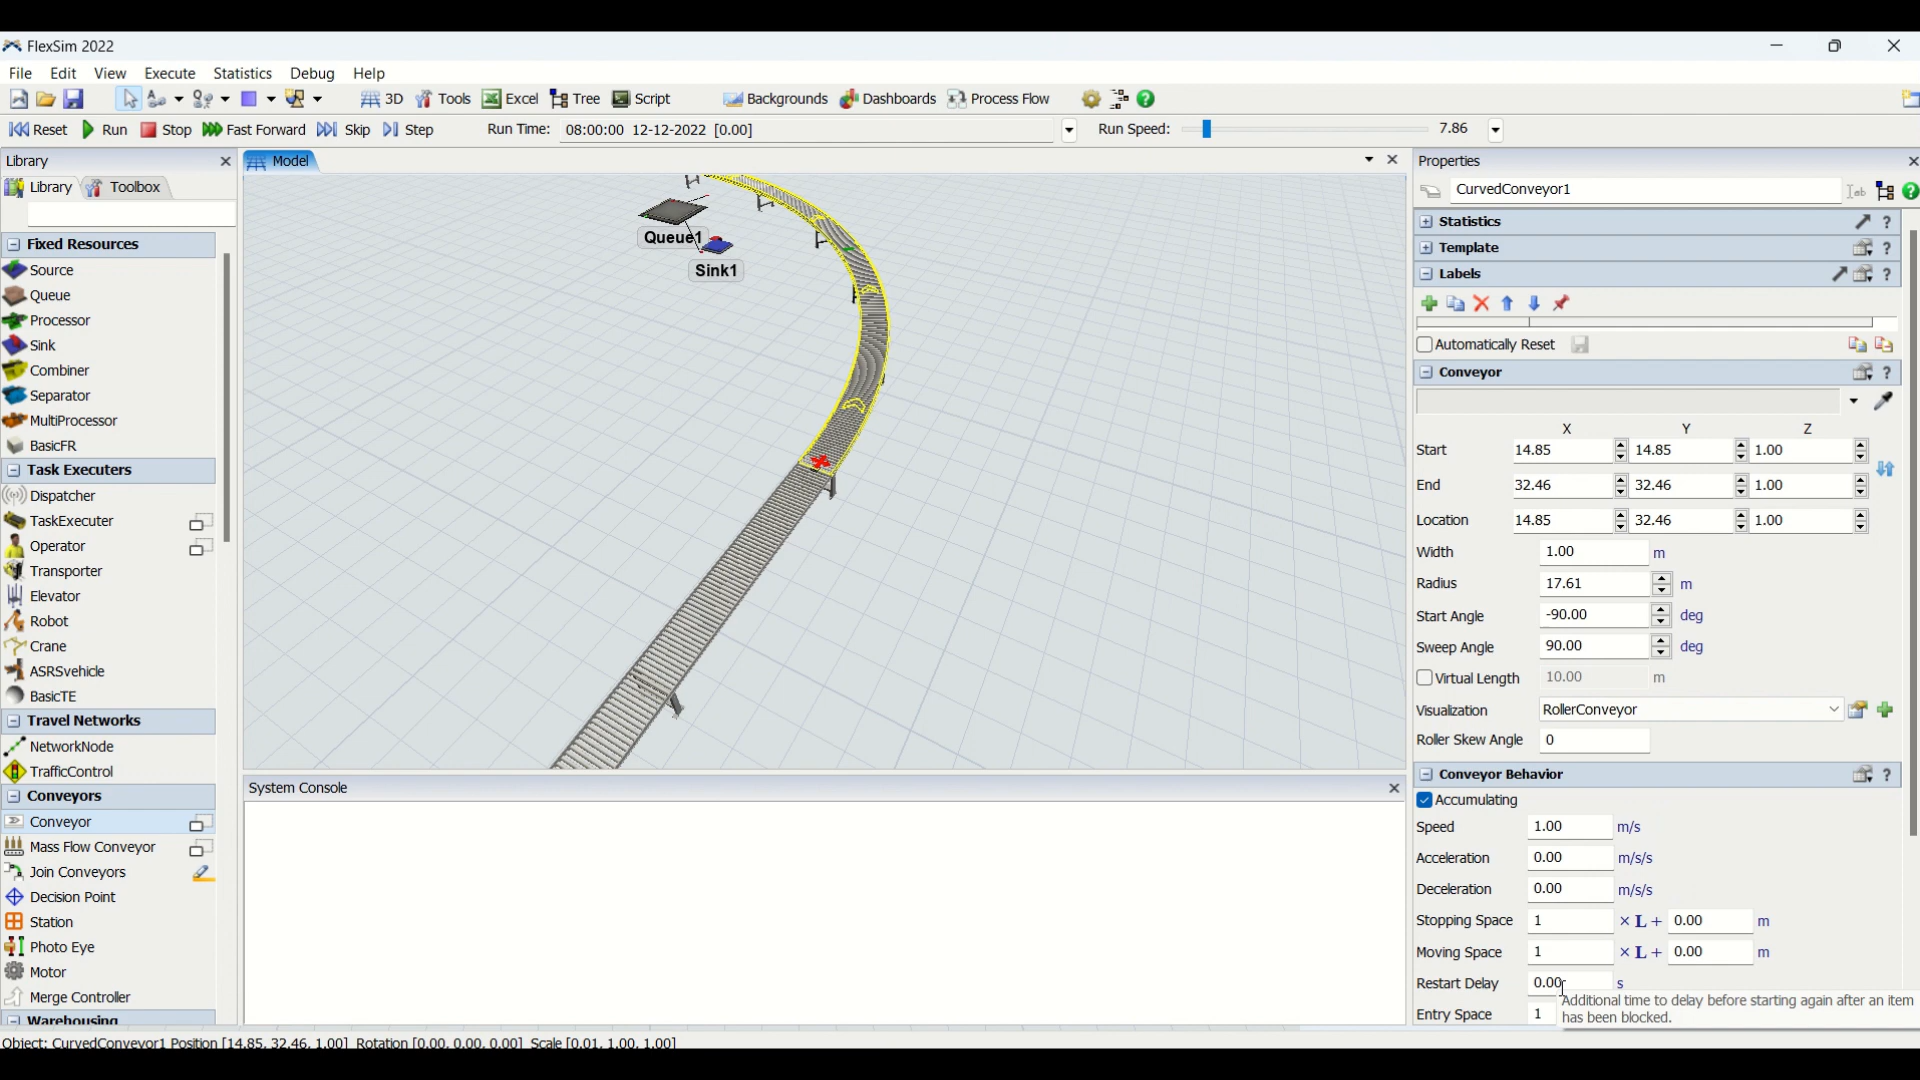 FlexSim 2022
File Edit View Execute Statistics Debug Help
3D Tools Excel Tree Script Backgrounds Dashboards Process Flow
Reset Run Stop Fast Forward Skip Step Run Time: 08:00:00 12-12-2022 [0.00] Run Speed: 7.86
Library
Library Toolbox
Fixed Resources
Source
Queue
Processor
Sink
Combiner
Separator
MultiProcessor
BasicFR
Task Executers
Dispatcher
TaskExecuter
Operator
Transporter
Elevator
Robot
Crane
ASRSvehicle
BasicTE
Travel Networks
NetworkNode
TrafficControl
Conveyors
Conveyor
Mass Flow Conveyor
Join Conveyors
Decision Point
Station
Photo Eye
Motor
Merge Controller
Warehousing
Model
Queue1
Sink1
System Console
Properties
CurvedConveyor1
Statistics
Template
Labels
Automatically Reset
Conveyor
X Y Z
Start 14.85 14.85 1.00
End 32.46 32.46 1.00
Location 14.85 32.46 1.00
Width 1.00 m
Radius 17.61 m
Start Angle -90.00 deg
Sweep Angle 90.00 deg
Virtual Length 10.00 m
Visualization RollerConveyor
Roller Skew Angle 0
Conveyor Behavior
Accumulating
Speed 1.00 m/s
Acceleration 0.00 m/s/s
Deceleration 0.00 m/s/s
Stopping Space 1 × L + 0.00 m
Moving Space 1 × L + 0.00 m
Restart Delay 0.00 s
Additional time to delay before starting again after an item
has been blocked.
Entry Space 1
Object: CurvedConveyor1 Position [14.85, 32.46, 1.00] Rotation [0.00, 0.00, 0.00] Scale [0.01, 1.00, 1.00]